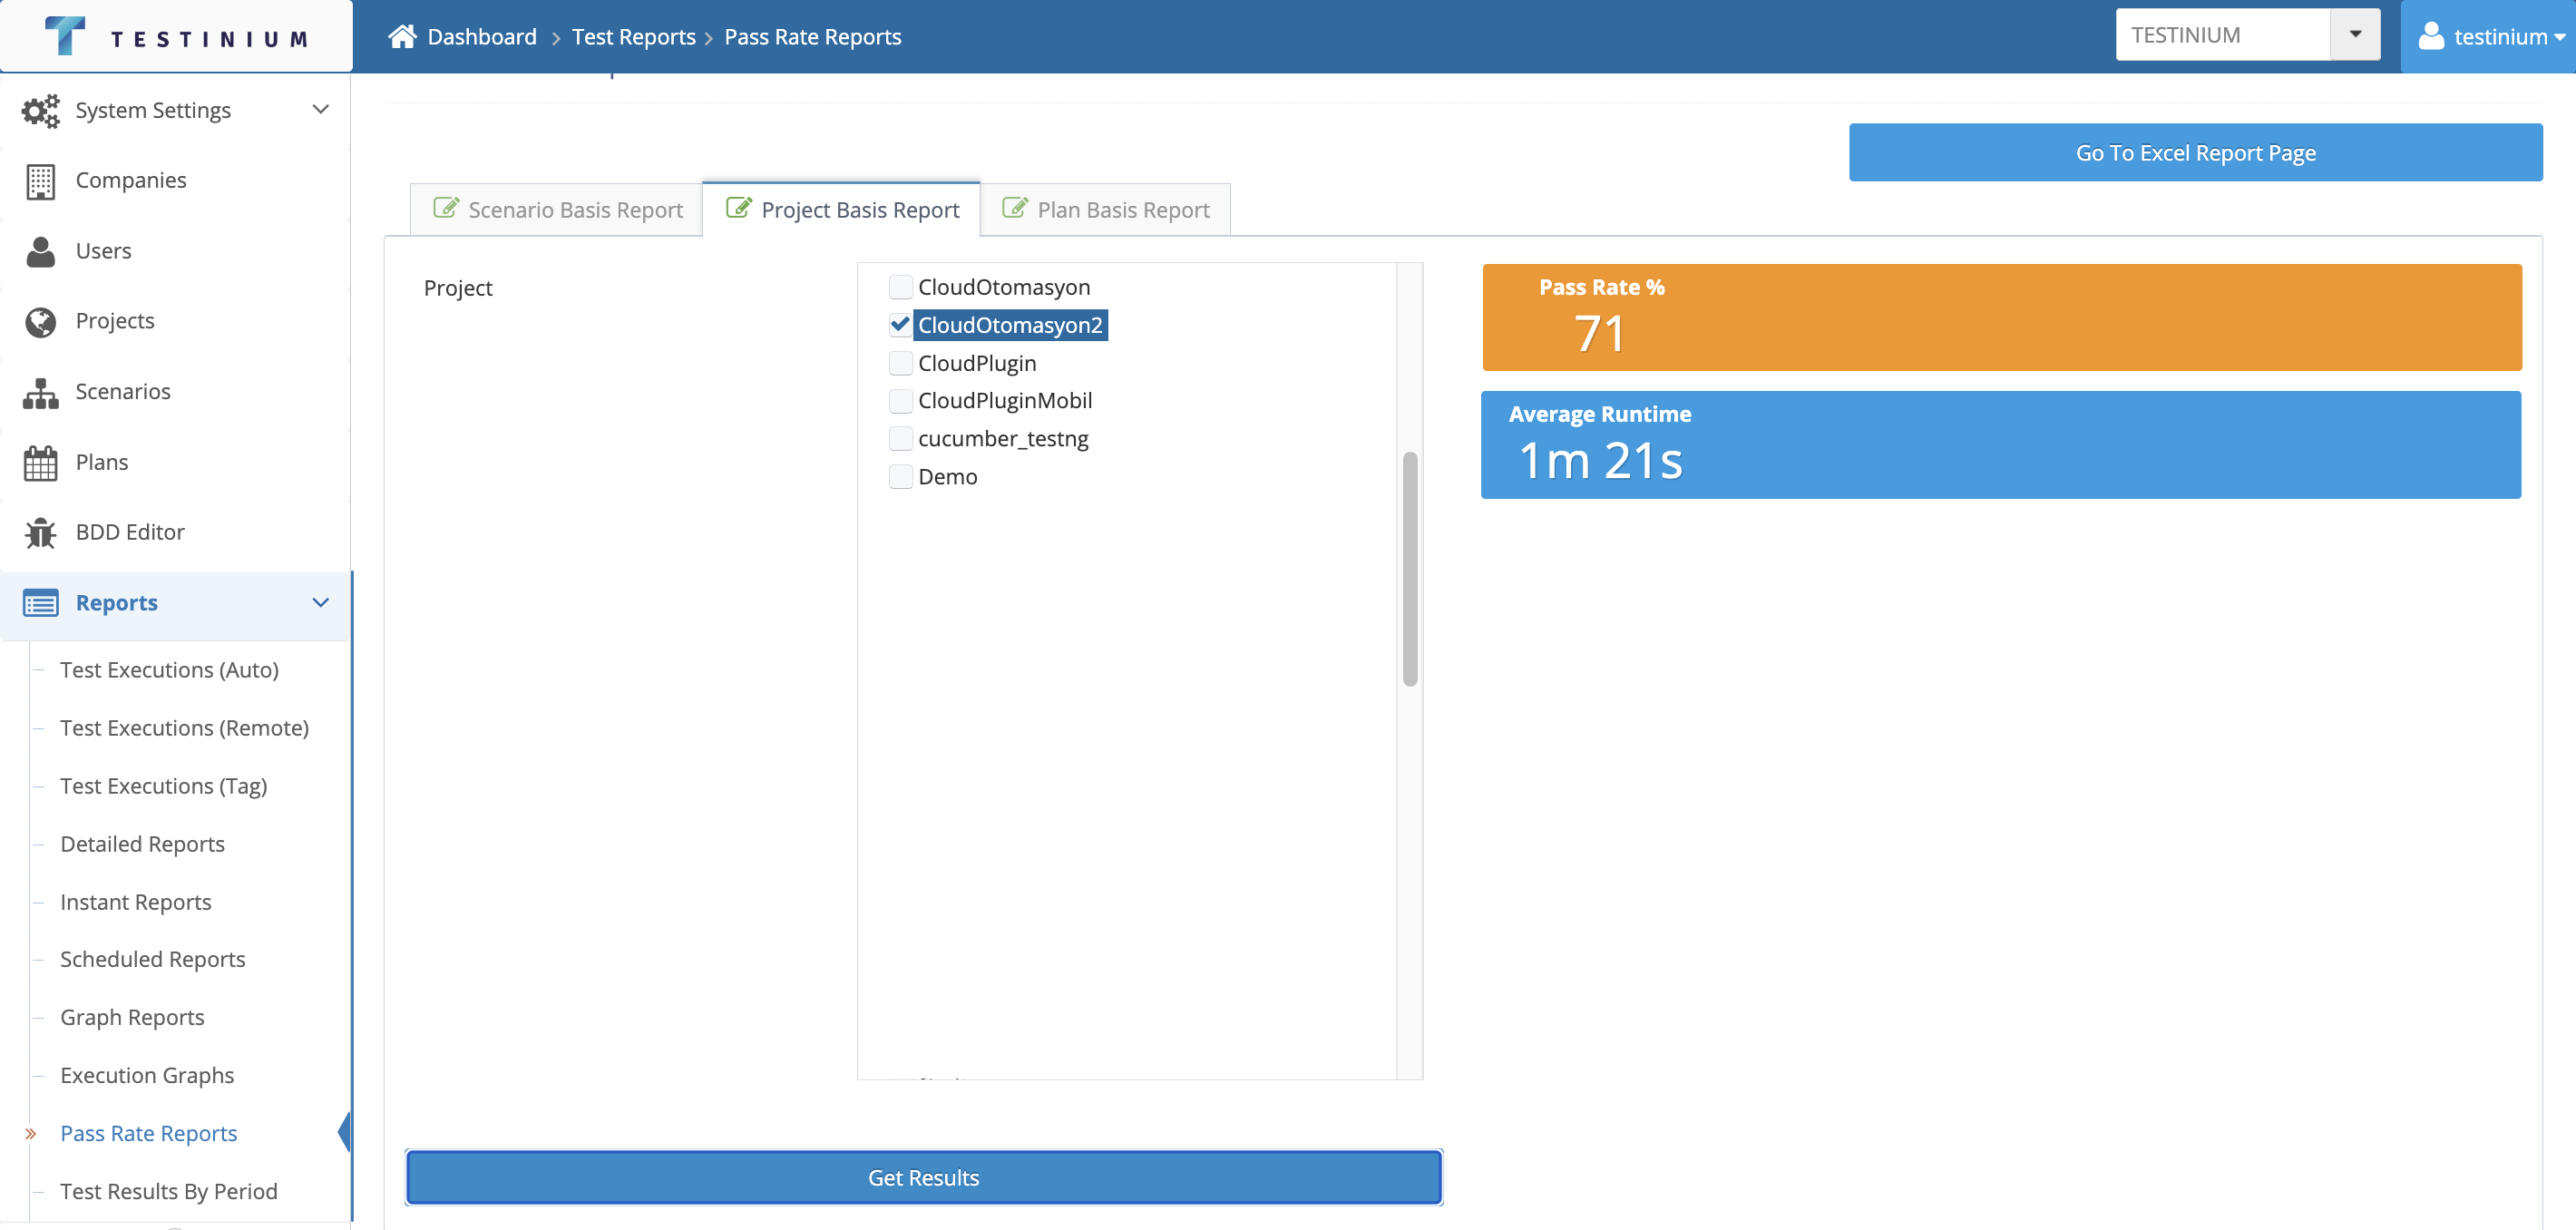 TESTINIUM
Dashboard > Test Reports > Pass Rate Reports
TESTINIUM
testinium
System Settings
Companies
Users
Projects
Scenarios
Plans
BDD Editor
Reports
Test Executions (Auto)
Test Executions (Remote)
Test Executions (Tag)
Detailed Reports
Instant Reports
Scheduled Reports
Graph Reports
Execution Graphs
» Pass Rate Reports
Test Results By Period
Go To Excel Report Page
Scenario Basis Report
Project Basis Report
Plan Basis Report
Project
CloudOtomasyon
CloudOtomasyon2
CloudPlugin
CloudPluginMobil
cucumber_testng
Demo
Pass Rate %
71
Average Runtime
1m 21s
Get Results